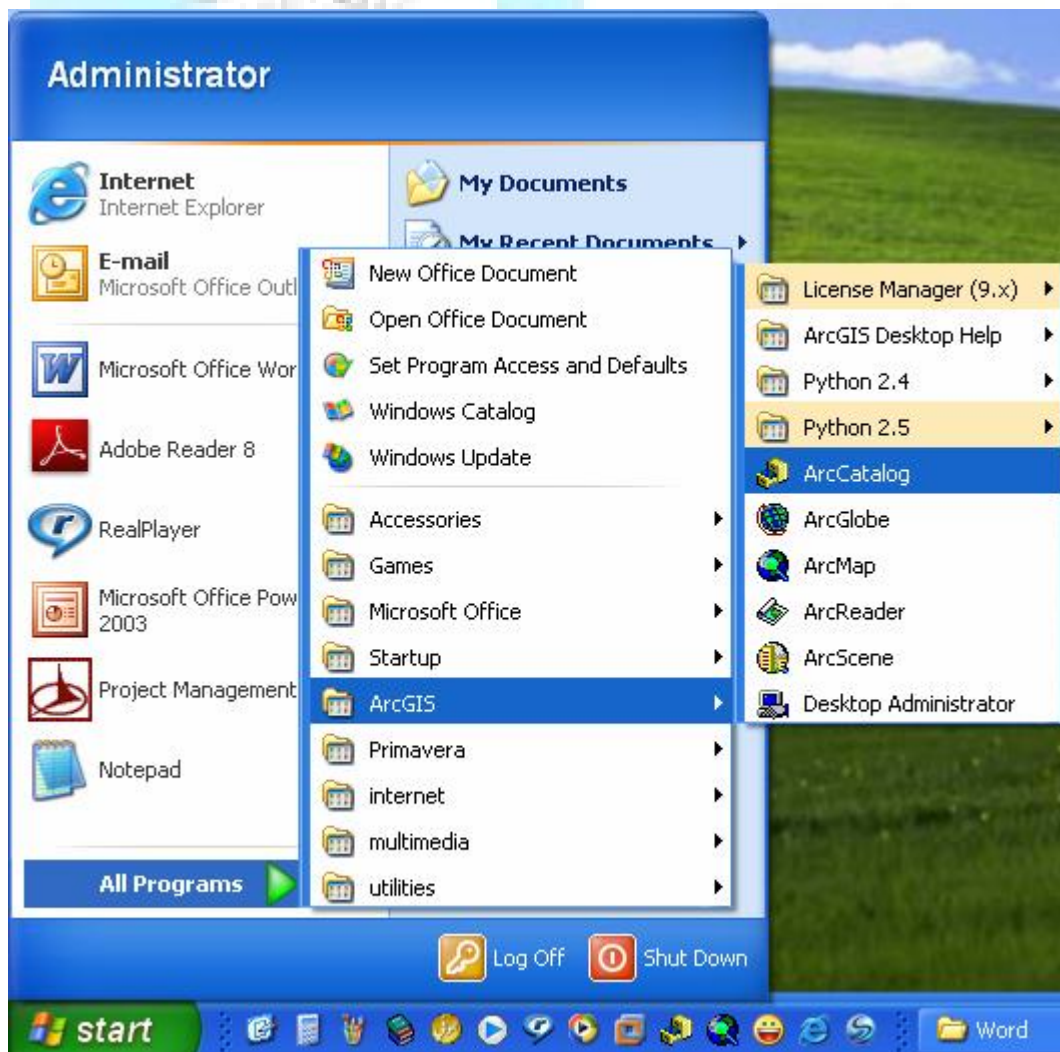 Administrator
Internet
Internet Explorer
E-mail
Microsoft Office Outl
Microsoft Office Wor
Adobe Reader 8
RealPlayer
Microsoft Office Pow
2003
Project Management
Notepad
All Programs
My Documents
My Recent Documents
New Office Document
Open Office Document
Set Program Access and Defaults
Windows Catalog
Windows Update
Accessories
Games
Microsoft Office
Startup
ArcGIS
Primavera
internet
multimedia
utilities
License Manager (9.x)
ArcGIS Desktop Help
Python 2.4
Python 2.5
ArcCatalog
ArcGlobe
ArcMap
ArcReader
ArcScene
Desktop Administrator
Log Off
Shut Down
start
Word